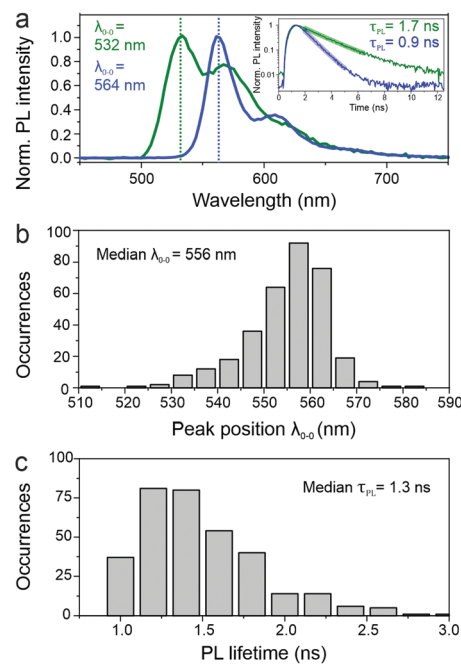 a
λ0-0=
532 nm
λ0-0=
564 nm
Norm. PL intensity
1.0
0.8
0.6
0.4
0.2
0.0
500
600
700
Wavelength (nm)
Norm. PL intensity
1
0.1
0.01
τPL= 1.7 ns
τPL= 0.9 ns
0
2
4
6
8
10
12
Time (ns)
b
Median λ0-0= 556 nm
Occurrences
100
80
60
40
20
0
510
520
530
540
550
560
570
580
590
Peak position λ0-0 (nm)
c
Median τPL= 1.3 ns
Occurrences
100
75
50
25
0
1.0
1.5
2.0
2.5
3.0
PL lifetime (ns)